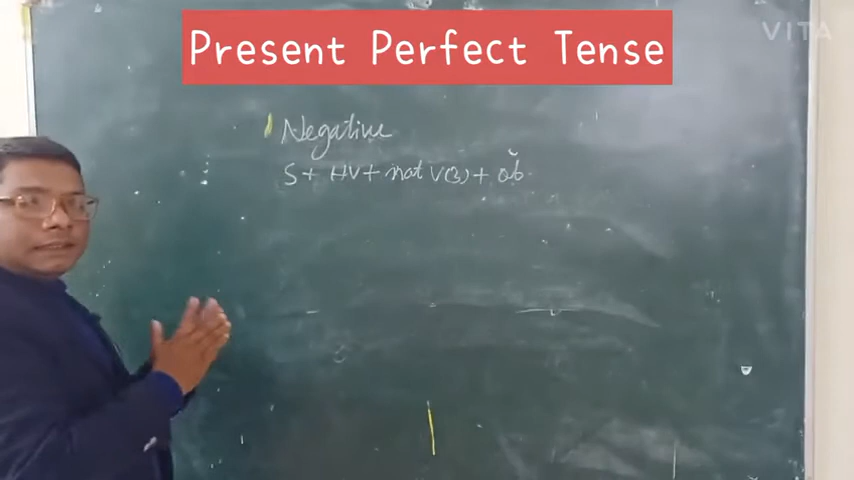 Present Perfect Tense
VITA
Negative
S+ HV+ not V(3)+ ob.